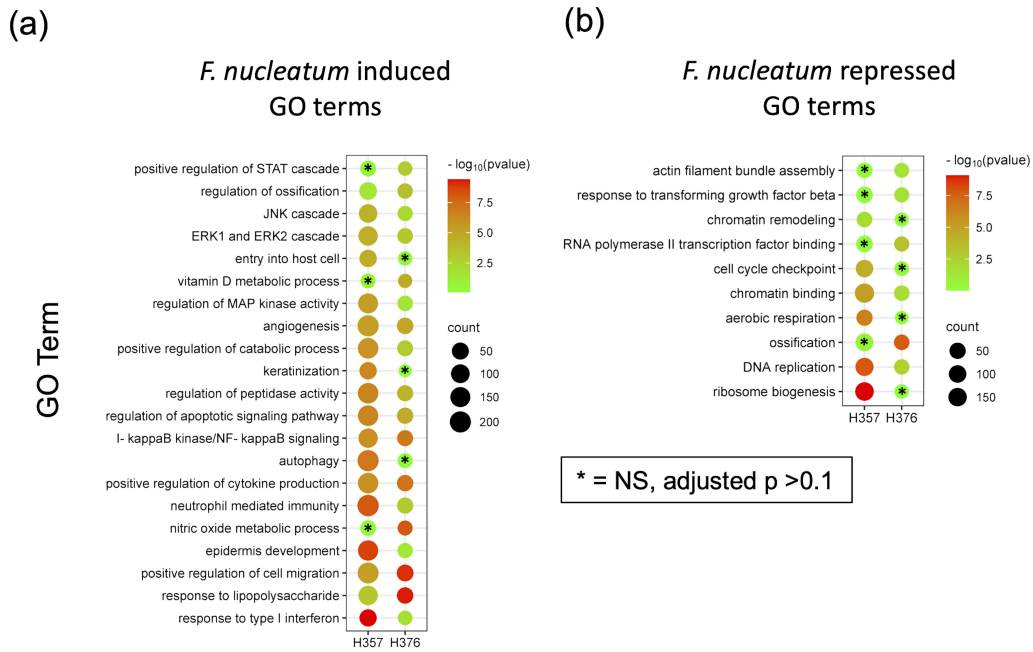 (a)
F. nucleatum induced
GO terms
GO Term
positive regulation of STAT cascade
regulation of ossification
JNK cascade
ERK1 and ERK2 cascade
entry into host cell
vitamin D metabolic process
regulation of MAP kinase activity
angiogenesis
positive regulation of catabolic process
keratinization
regulation of peptidase activity
regulation of apoptotic signaling pathway
I- kappaB kinase/NF- kappaB signaling
autophagy
positive regulation of cytokine production
neutrophil mediated immunity
nitric oxide metabolic process
epidermis development
positive regulation of cell migration
response to lipopolysaccharide
response to type I interferon
* * * * * *
H357 H376
- log10(pvalue)
7.5
5.0
2.5
count
50
100
150
200
(b)
F. nucleatum repressed
GO terms
actin filament bundle assembly
response to transforming growth factor beta
chromatin remodeling
RNA polymerase II transcription factor binding
cell cycle checkpoint
chromatin binding
aerobic respiration
ossification
DNA replication
ribosome biogenesis
* * * * * * * *
H357 H376
- log10(pvalue)
7.5
5.0
2.5
count
50
100
150
* = NS, adjusted p >0.1